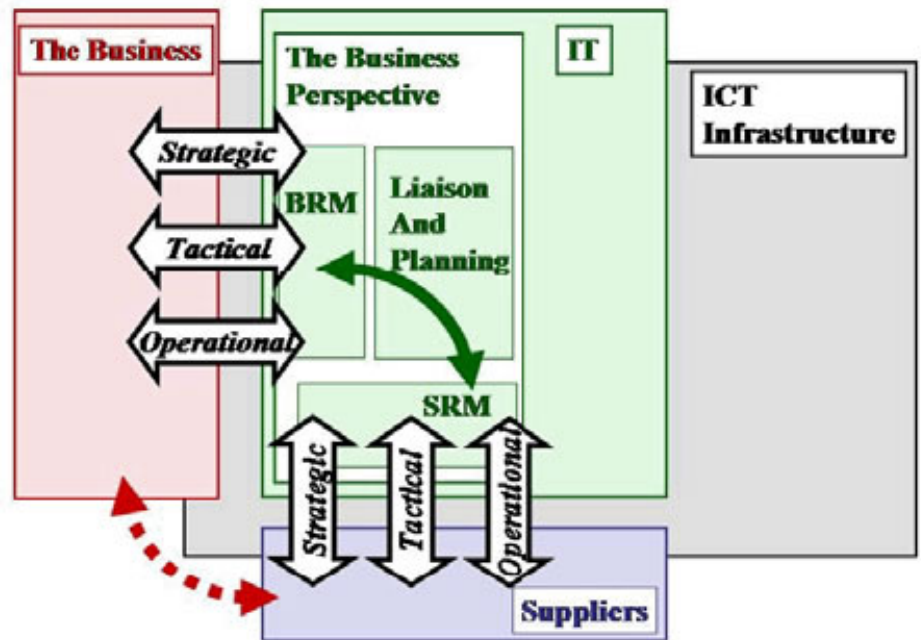 The Business
IT
The Business
Perspective
ICT
Infrastructure
Strategic
BRM
Liaison
And
Planning
Tactical
Operational
SRM
Strategic
Tactical
Operational
Suppliers